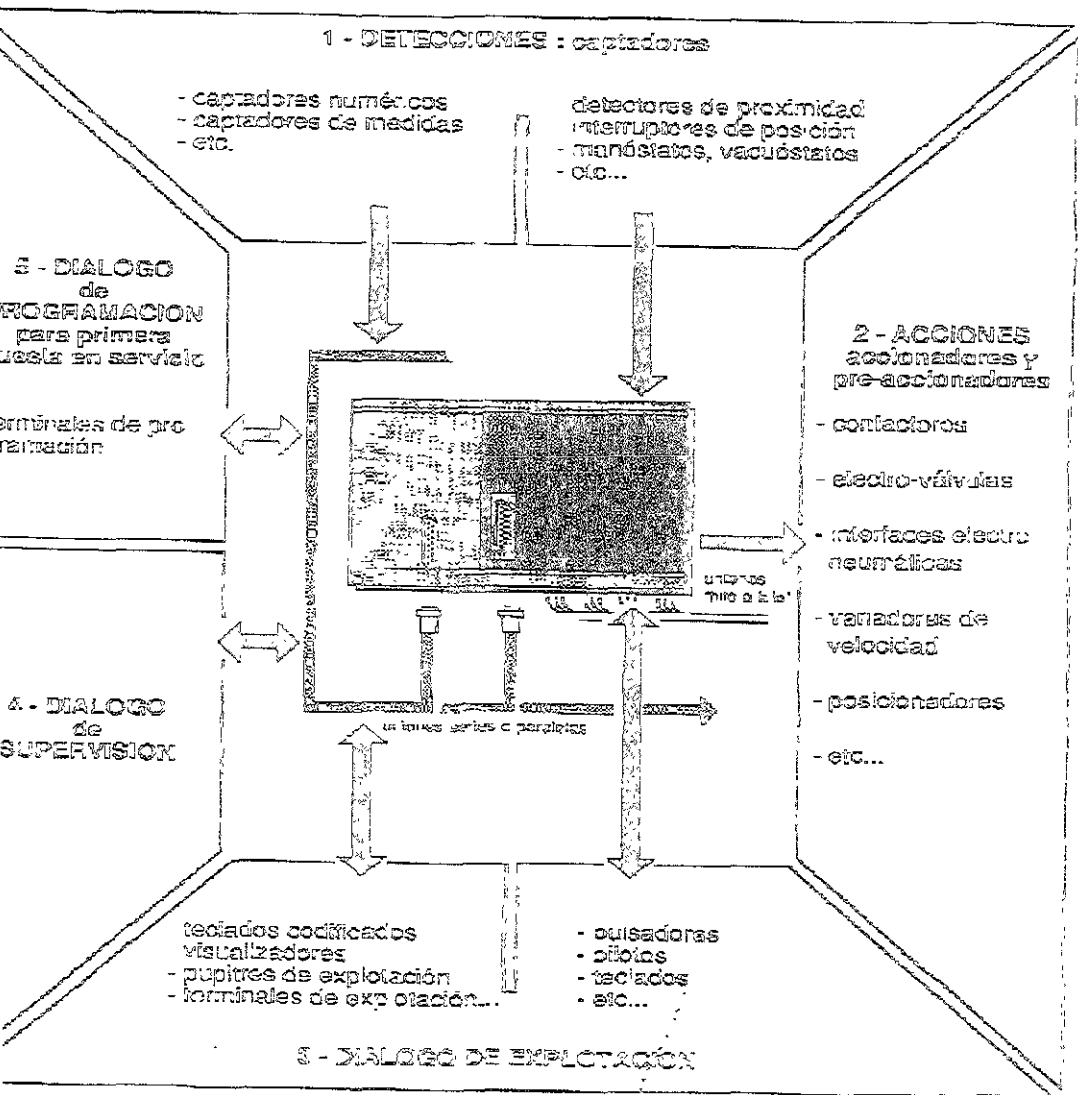 1 - DETECCIONES : captadores
- captadores numéricos
- captadores de medidas
- etc.
detectores de proximidad
interruptores de posición
- manóstatos, vacuóstatos
- etc...
5 - DIALOGO
de
PROGRAMACION
para primera
puesta en servicio
terminales de pro
gramación
2 - ACCIONES
accionadores y
pre-accionadores
- contactores
- electro-válvulas
- interfaces electro
neumáticas
- variadores de
velocidad
- posicionadores
- etc...
uniones
"hilo a hilo"
4 - DIALOGO
de
SUPERVISION
uniones series o paralelas
teclados codificados
visualizadores
- pupitres de explotación
- terminales de explotación...
- pulsadores
- pilotos
- teclados
- etc...
3 - DIALOGO DE EXPLOTACIÓN